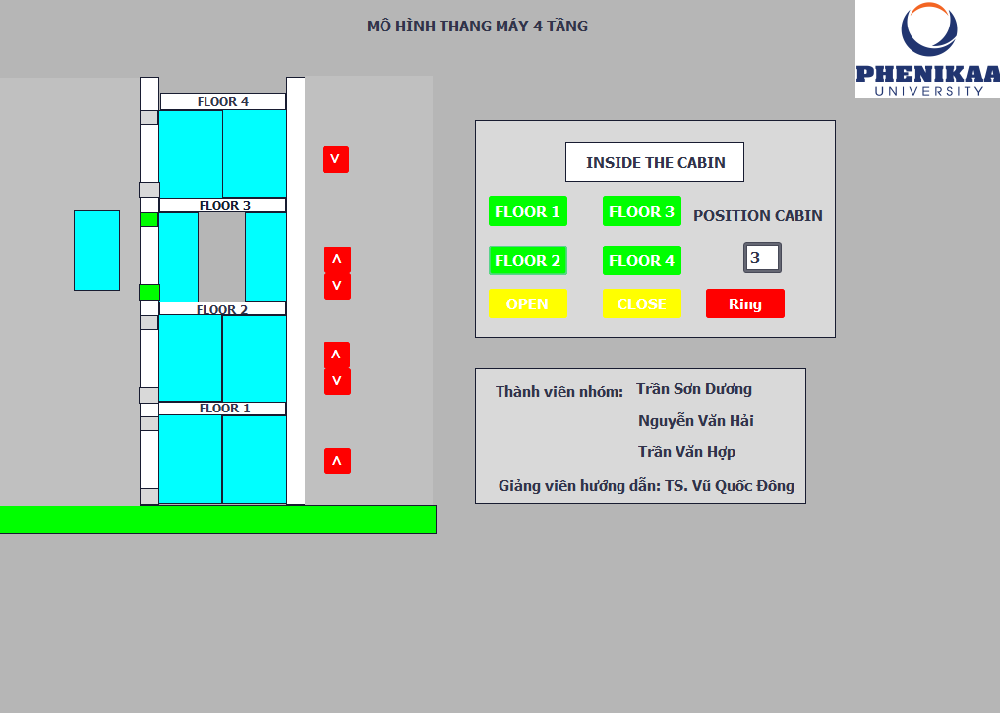 MÔ HÌNH THANG MÁY 4 TẦNG
PHENIKAA
UNIVERSITY
FLOOR 4
V
FLOOR 3
^
V
FLOOR 2
^
V
FLOOR 1
^
INSIDE THE CABIN
FLOOR 1 FLOOR 3 POSITION CABIN
FLOOR 2 FLOOR 4 3
OPEN CLOSE Ring
Thành viên nhóm: Trần Sơn Dương
Nguyễn Văn Hải
Trần Văn Hợp
Giảng viên hướng dẫn: TS. Vũ Quốc Đông